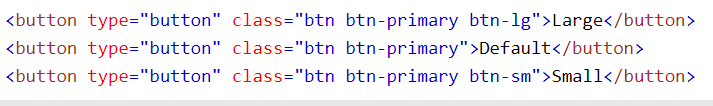 <button type="button" class="btn btn-primary btn-lg">Large</button>
<button type="button" class="btn btn-primary">Default</button>
<button type="button" class="btn btn-primary btn-sm">Small</button>